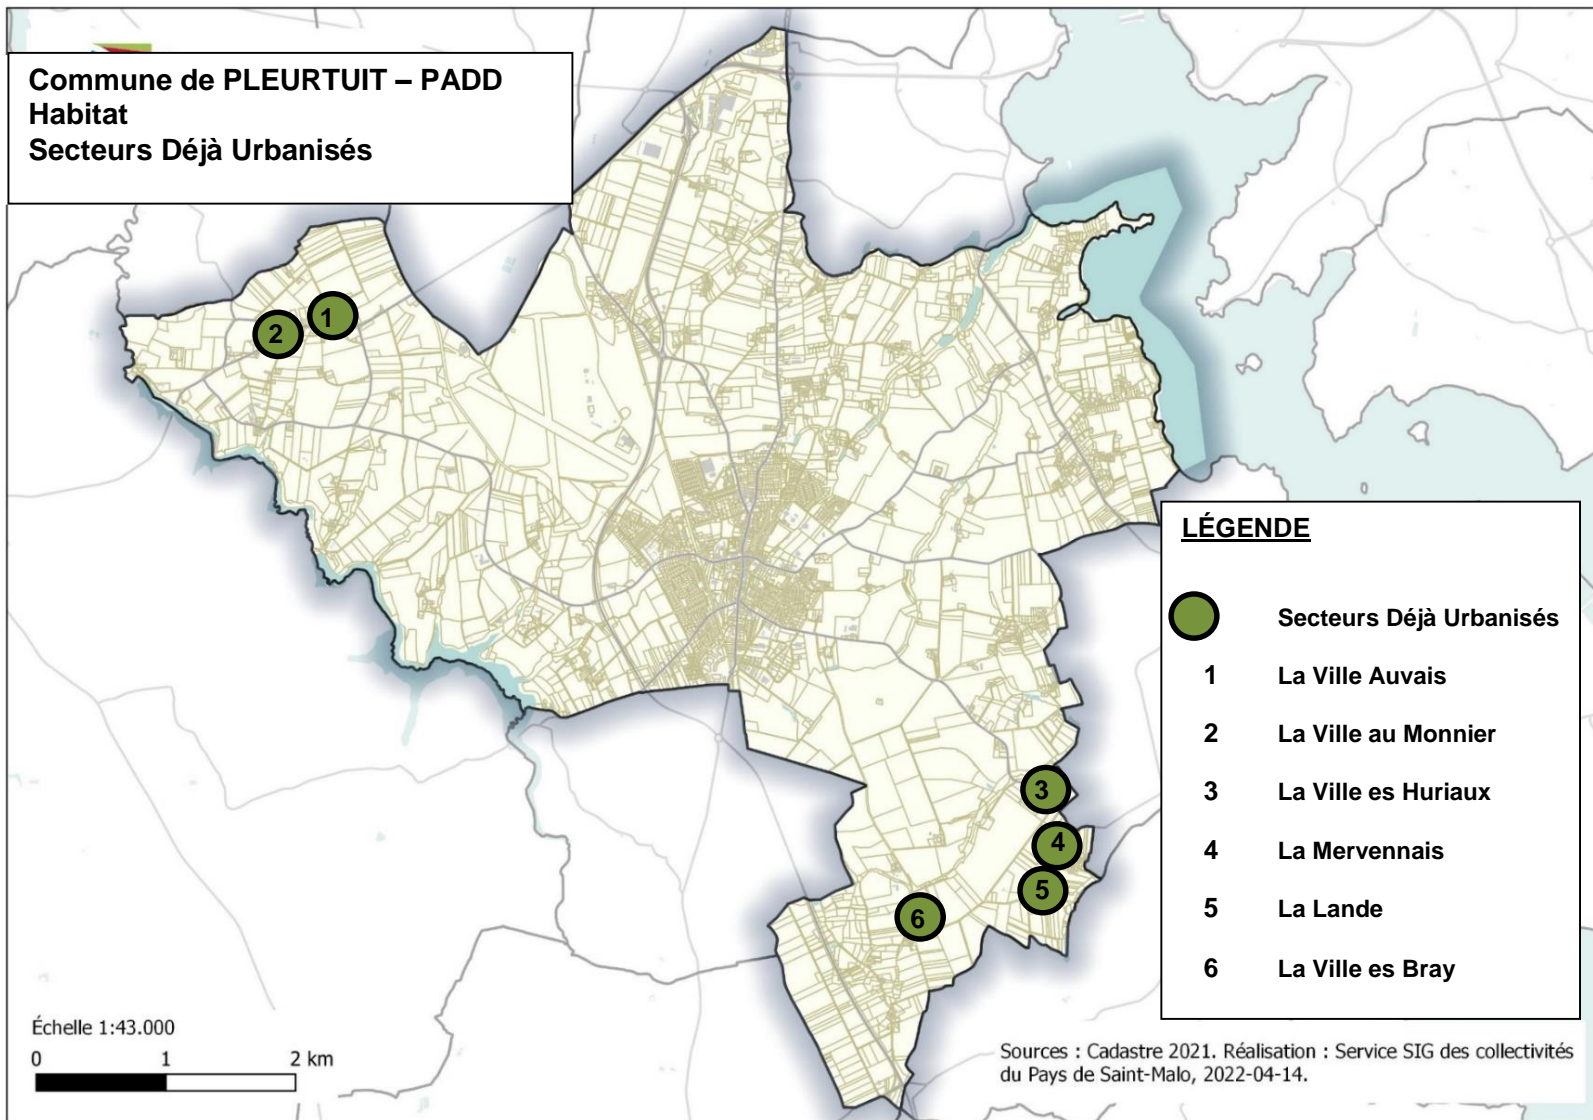 Commune de PLEURTUIT – PADD
Habitat
Secteurs Déjà Urbanisés
1
2
3
4
5
6
LÉGENDE
Secteurs Déjà Urbanisés
1 La Ville Auvais
2 La Ville au Monnier
3 La Ville es Huriaux
4 La Mervennais
5 La Lande
6 La Ville es Bray
Échelle 1:43.000
0 1 2 km
Sources : Cadastre 2021. Réalisation : Service SIG des collectivités
du Pays de Saint-Malo, 2022-04-14.